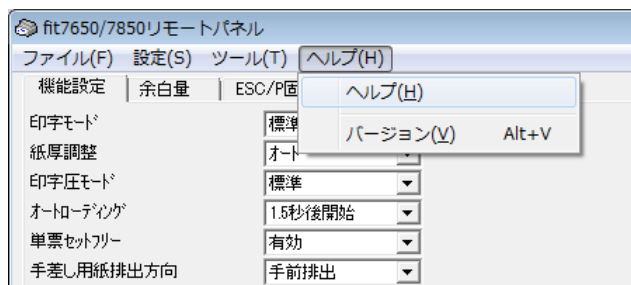 fit7650/7850リモートパネル
ファイル(F) 設定(S) ツール(T) ヘルプ(H)
機能設定 余白量 ESC/P固
ヘルプ(H)
バージョン(V) Alt+V
印字モード 標準
紙厚調整 オート
印字圧モード 標準
オートローディング 1.5秒後開始
単票セットフリー 有効
手差し用紙排出方向 手前排出